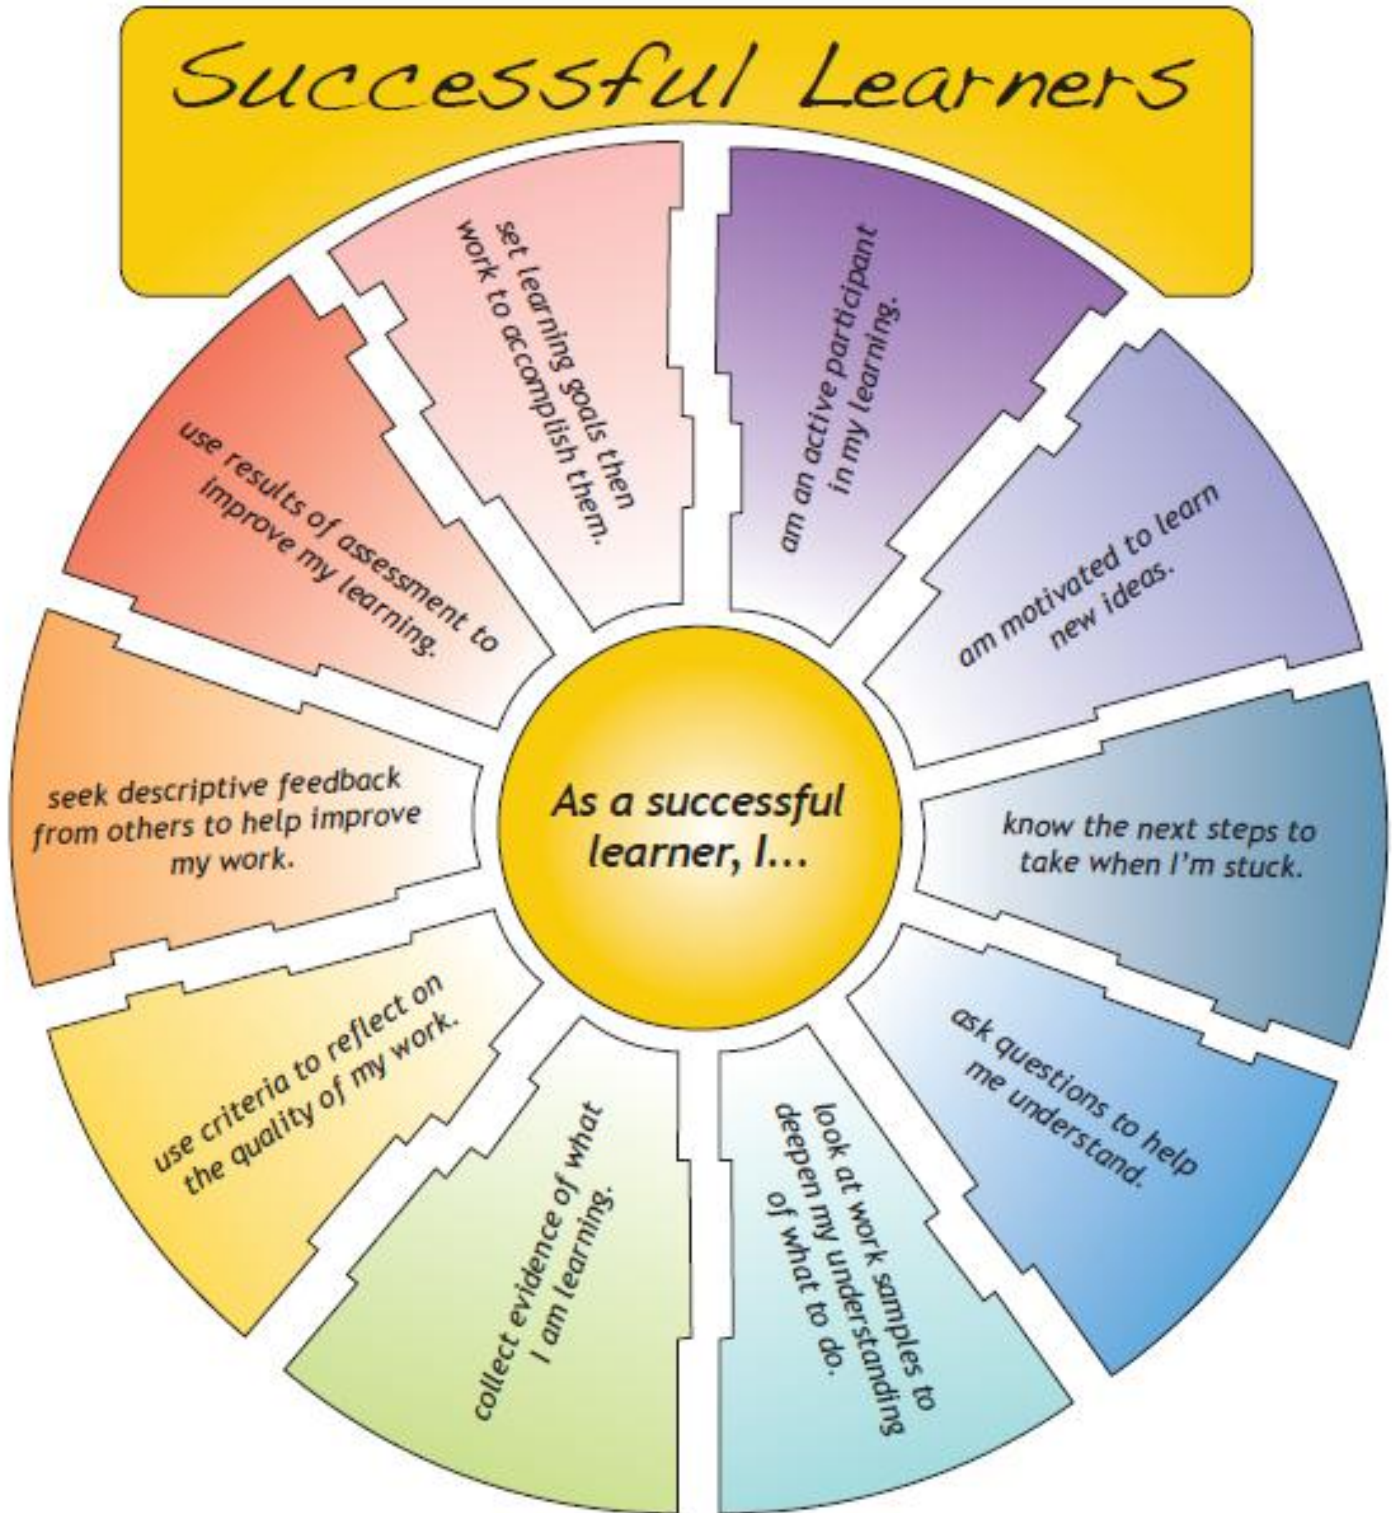 Successful Learners
As a successful
learner, I...
am an active participant
in my learning.
am motivated to learn
new ideas.
know the next steps to
take when I'm stuck.
ask questions to help
me understand.
look at work samples to
deepen my understanding
of what to do.
collect evidence of what
I am learning.
use criteria to reflect on
the quality of my work.
seek descriptive feedback
from others to help improve
my work.
use results of assessment to
improve my learning.
set learning goals then
work to accomplish them.